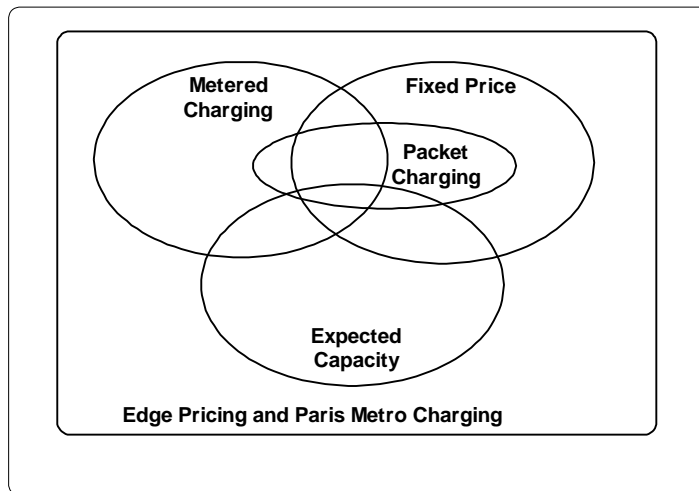 Metered
Charging
Fixed Price
Packet
Charging
Expected
Capacity
Edge Pricing and Paris Metro Charging